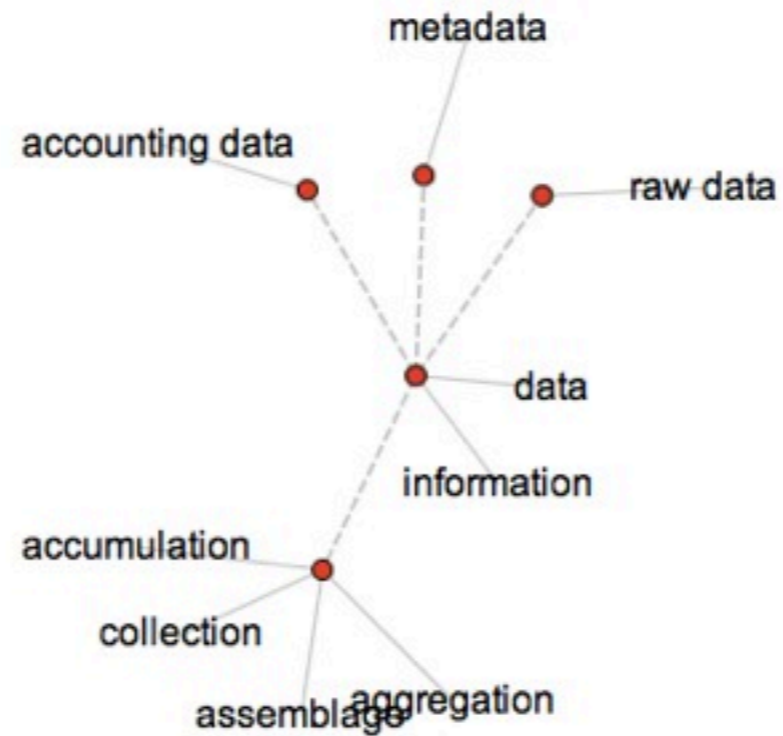 metadata
accounting data
raw data
data
information
accumulation
collection
assemblage
aggregation